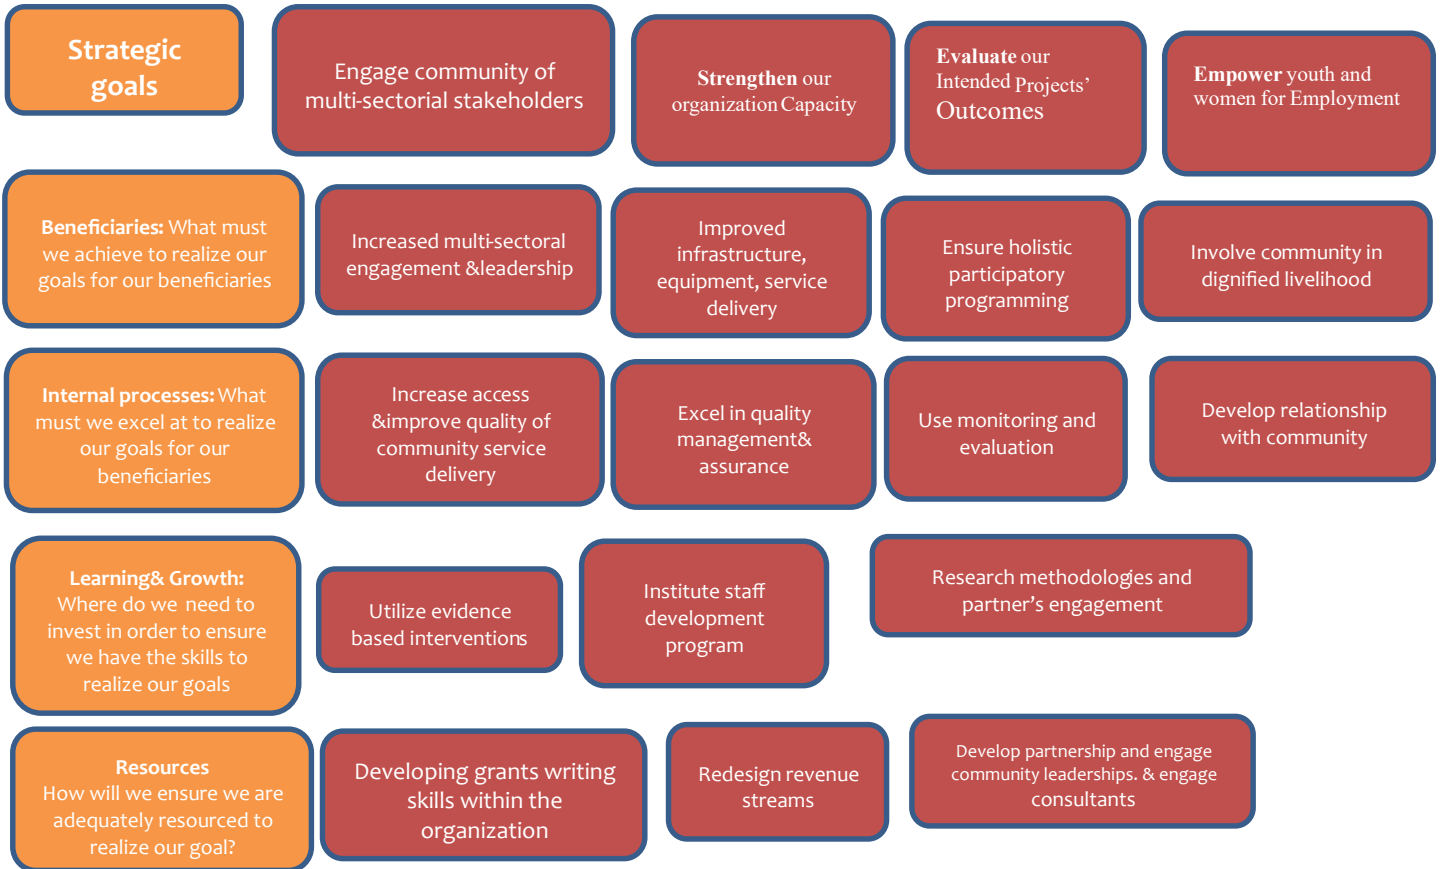 Strategic
goals
Engage community of
multi-sectorial stakeholders
Strengthen our
organization Capacity
Evaluate our
Intended Projects’
Outcomes
Empower youth and
women for Employment
Beneficiaries: What must
we achieve to realize our
goals for our beneficiaries
Increased multi-sectoral
engagement &leadership
Improved
infrastructure,
equipment, service
delivery
Ensure holistic
participatory
programming
Involve community in
dignified livelihood
Internal processes: What
must we excel at to realize
our goals for our
beneficiaries
Increase access
&improve quality of
community service
delivery
Excel in quality
management&
assurance
Use monitoring and
evaluation
Develop relationship
with community
Learning& Growth:
Where do we need to
invest in order to ensure
we have the skills to
realize our goals
Utilize evidence
based interventions
Institute staff
development
program
Research methodologies and
partner’s engagement
Resources
How will we ensure we are
adequately resourced to
realize our goal?
Developing grants writing
skills within the
organization
Redesign revenue
streams
Develop partnership and engage
community leaderships. & engage
consultants